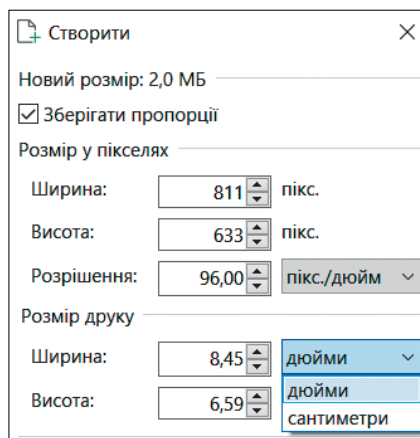 Створити
Новий розмір: 2,0 МБ
Зберігати пропорції
Розмір у пікселях
Ширина: 811 пікс.
Висота: 633 пікс.
Розрішення: 96,00 пікс./дюйм
Розмір друку
Ширина: 8,45 дюйми
дюйми
Висота: 6,59
сантиметри